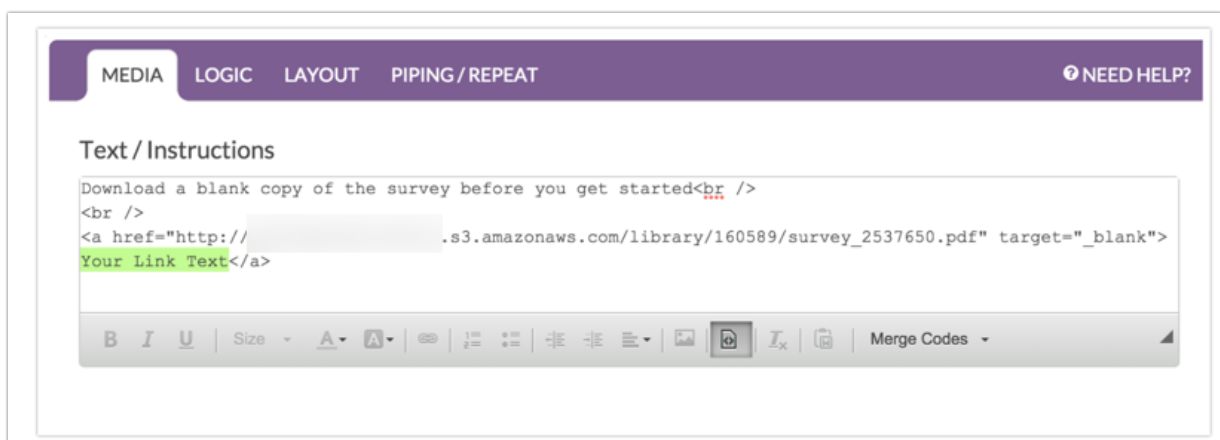 MEDIA LOGIC LAYOUT PIPING / REPEAT NEED HELP?
Text / Instructions
Download a blank copy of the survey before you get started<br />
<br />
<a href="http:// .s3.amazonaws.com/library/160589/survey_2537650.pdf" target="_blank">
Your Link Text</a>
B I U Size A A Ix Merge Codes